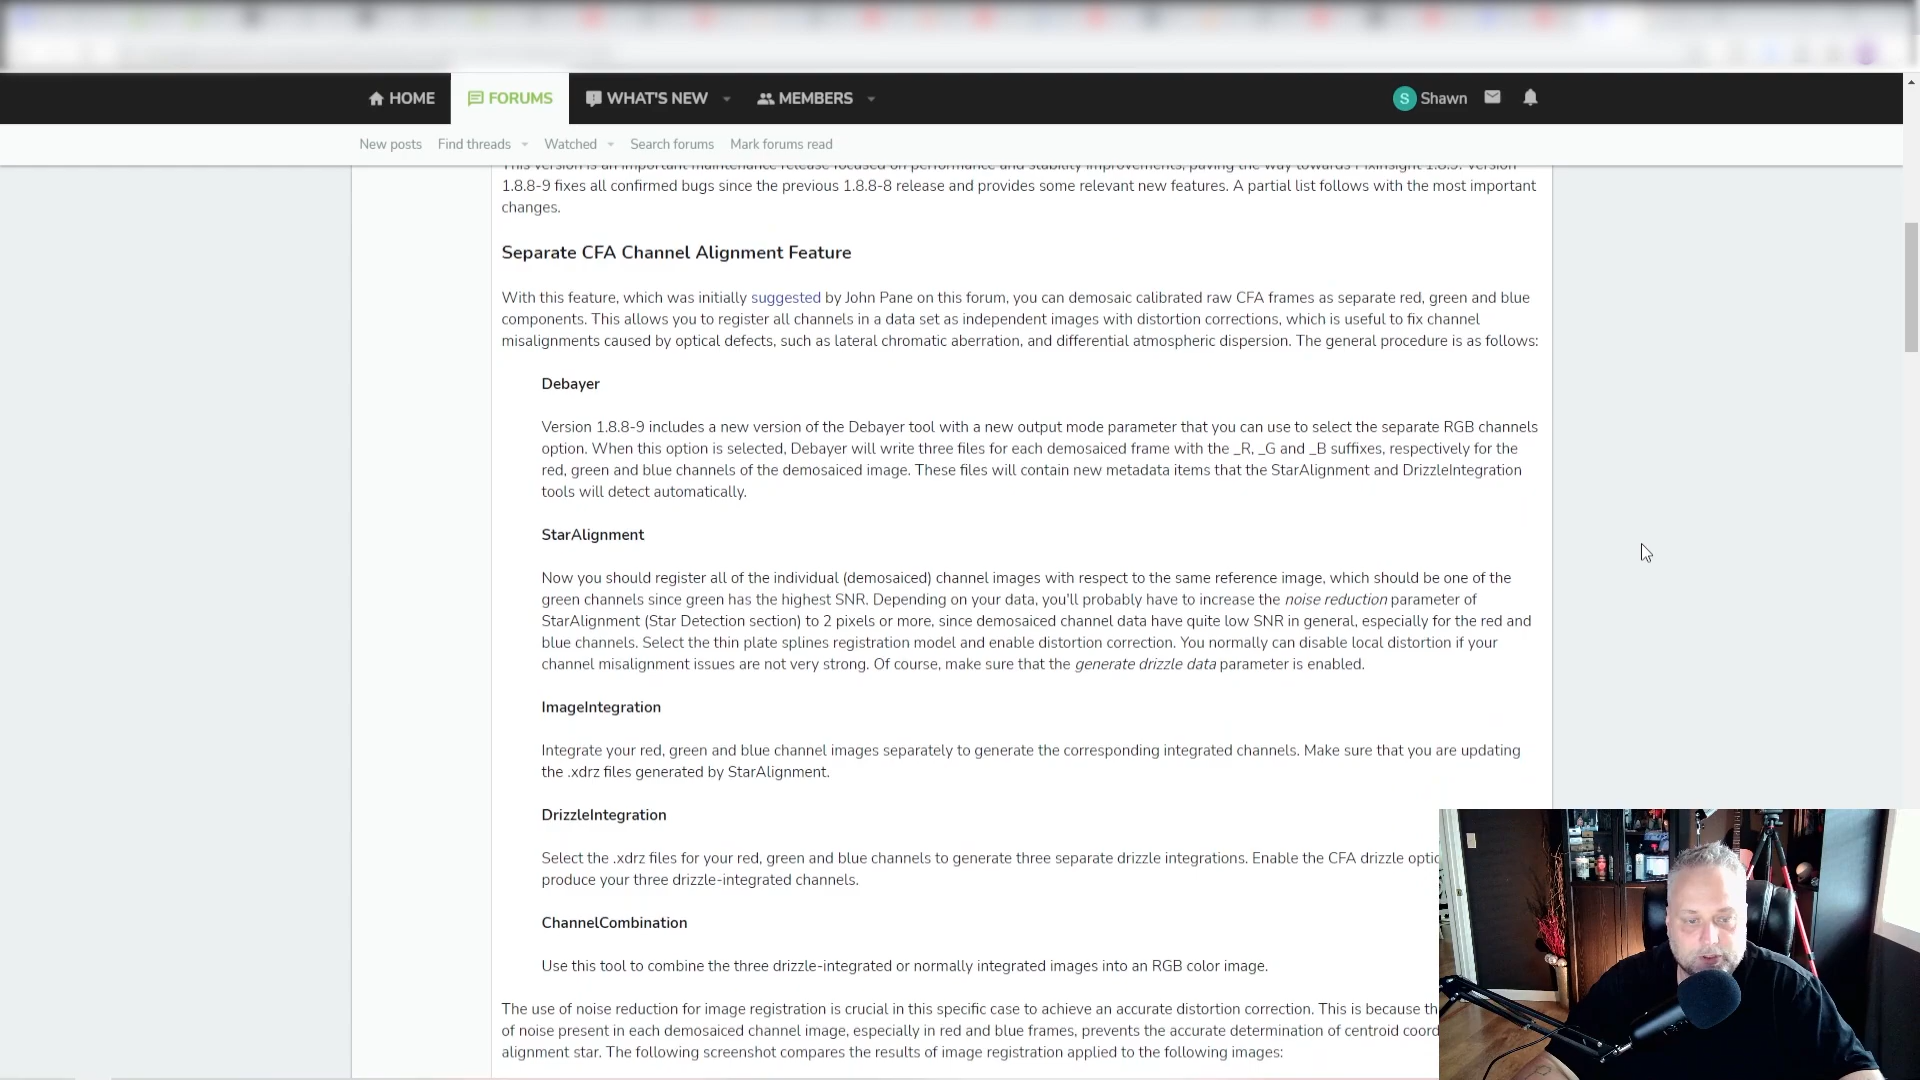 HOME FORUMS WHAT'S NEW MEMBERS S Shawn
New posts Find threads Watched Search forums Mark forums read
This version is an important maintenance release focused on performance and stability improvements, paving the way towards PixInsight 1.8.9. Version
1.8.8-9 fixes all confirmed bugs since the previous 1.8.8-8 release and provides some relevant new features. A partial list follows with the most important
changes.
Separate CFA Channel Alignment Feature
With this feature, which was initially suggested by John Pane on this forum, you can demosaic calibrated raw CFA frames as separate red, green and blue
components. This allows you to register all channels in a data set as independent images with distortion corrections, which is useful to fix channel
misalignments caused by optical defects, such as lateral chromatic aberration, and differential atmospheric dispersion. The general procedure is as follows:
Debayer
Version 1.8.8-9 includes a new version of the Debayer tool with a new output mode parameter that you can use to select the separate RGB channels
option. When this option is selected, Debayer will write three files for each demosaiced frame with the _R, _G and _B suffixes, respectively for the
red, green and blue channels of the demosaiced image. These files will contain new metadata items that the StarAlignment and DrizzleIntegration
tools will detect automatically.
StarAlignment
Now you should register all of the individual (demosaiced) channel images with respect to the same reference image, which should be one of the
green channels since green has the highest SNR. Depending on your data, you'll probably have to increase the noise reduction parameter of
StarAlignment (Star Detection section) to 2 pixels or more, since demosaiced channel data have quite low SNR in general, especially for the red and
blue channels. Select the thin plate splines registration model and enable distortion correction. You normally can disable local distortion if your
channel misalignment issues are not very strong. Of course, make sure that the generate drizzle data parameter is enabled.
ImageIntegration
Integrate your red, green and blue channel images separately to generate the corresponding integrated channels. Make sure that you are updating
the .xdrz files generated by StarAlignment.
DrizzleIntegration
Select the .xdrz files for your red, green and blue channels to generate three separate drizzle integrations. Enable the CFA drizzle optic
produce your three drizzle-integrated channels.
ChannelCombination
Use this tool to combine the three drizzle-integrated or normally integrated images into an RGB color image.
The use of noise reduction for image registration is crucial in this specific case to achieve an accurate distortion correction. This is because th
of noise present in each demosaiced channel image, especially in red and blue frames, prevents the accurate determination of centroid coord
alignment star. The following screenshot compares the results of image registration applied to the following images: